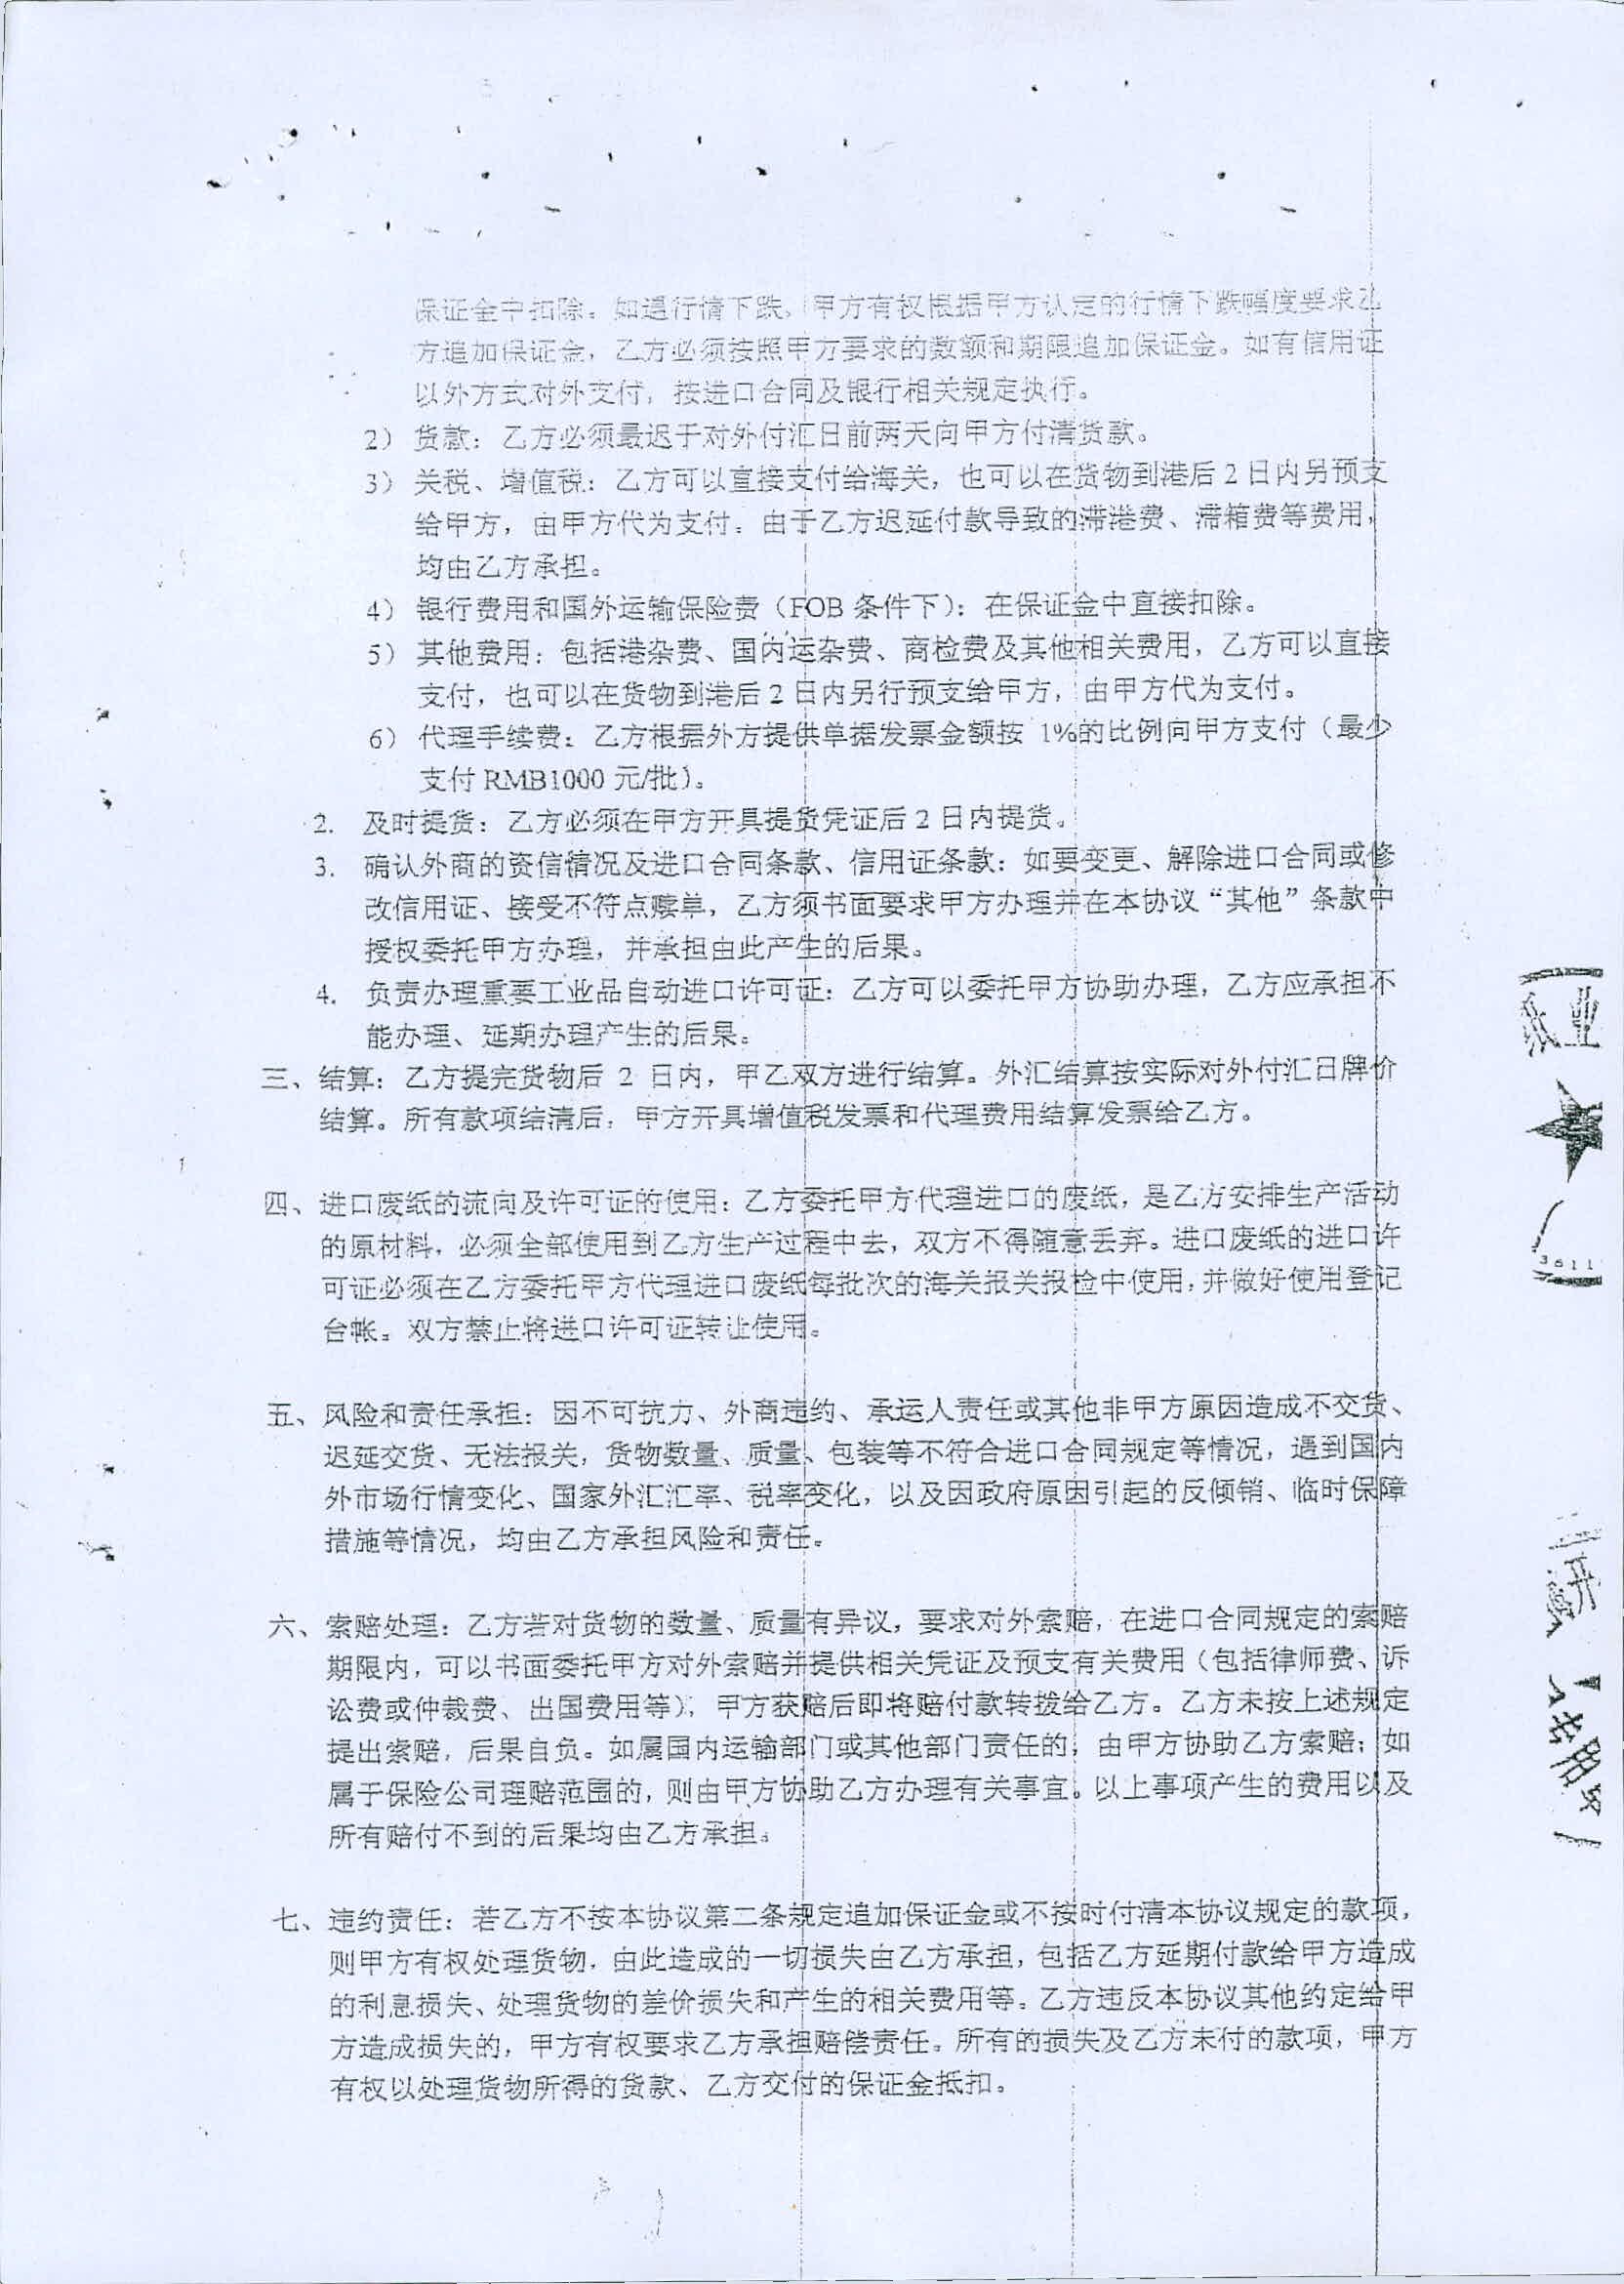 保证金中扣除。如遇行情下跌，甲方有权根据甲方认定的行情下跌幅度要求乙
方追加保证金，乙方必须按照甲方要求的数额和期限追加保证金。如有信用证
以外方式对外支付，按进口合同及银行相关规定执行。
2） 货款：乙方必须最迟于对外付汇日前两天向甲方付清货款。
3） 关税、增值税：乙方可以直接支付给海关，也可以在货物到港后2日内另预支
给甲方，由甲方代为支付。由于乙方迟延付款导致的滞港费、滞箱费等费用，
均由乙方承担。
4） 银行费用和国外运输保险费（FOB 条件下）：在保证金中直接扣除。
5） 其他费用：包括港杂费、国内运杂费、商检费及其他相关费用，乙方可以直接
支付，也可以在货物到港后2日内另行预支给甲方，由甲方代为支付。
6） 代理手续费：乙方根据外方提供单据发票金额按 1%的比例向甲方支付（最少
支付 RMB1000 元/批）。
2. 及时提货：乙方必须在甲方开具提货凭证后2日内提货。
3. 确认外商的资信情况及进口合同条款、信用证条款：如要变更、解除进口合同或修
改信用证、接受不符点赎单，乙方须书面要求甲方办理并在本协议“其他”条款中
授权委托甲方办理，并承担由此产生的后果。
4. 负责办理重要工业品自动进口许可证：乙方可以委托甲方协助办理，乙方应承担不
能办理、延期办理产生的后果。
三、结算：乙方提完货物后 2 日内，甲乙双方进行结算。外汇结算按实际对外付汇日牌价
结算。所有款项结清后，甲方开具增值税发票和代理费用结算发票给乙方。
四、进口废纸的流向及许可证的使用：乙方委托甲方代理进口的废纸，是乙方安排生产活动
的原材料，必须全部使用到乙方生产过程中去，双方不得随意丢弃。进口废纸的进口许
可证必须在乙方委托甲方代理进口废纸每批次的海关报关报检中使用，并做好使用登记
台帐。双方禁止将进口许可证转让使用。
五、风险和责任承担：因不可抗力、外商违约、承运人责任或其他非甲方原因造成不交货、
迟延交货、无法报关，货物数量、质量、包装等不符合进口合同规定等情况，遇到国内
外市场行情变化、国家外汇汇率、税率变化，以及因政府原因引起的反倾销、临时保障
措施等情况，均由乙方承担风险和责任。
六、索赔处理：乙方若对货物的数量、质量有异议，要求对外索赔，在进口合同规定的索赔
期限内，可以书面委托甲方对外索赔并提供相关凭证及预支有关费用（包括律师费、诉
讼费或仲裁费、出国费用等），甲方获赔后即将赔付款转拨给乙方。乙方未按上述规定
提出索赔，后果自负。如属国内运输部门或其他部门责任的，由甲方协助乙方索赔；如
属于保险公司理赔范围的，则由甲方协助乙方办理有关事宜。以上事项产生的费用以及
所有赔付不到的后果均由乙方承担。
七、违约责任：若乙方不按本协议第二条规定追加保证金或不按时付清本协议规定的款项，
则甲方有权处理货物，由此造成的一切损失由乙方承担，包括乙方延期付款给甲方造成
的利息损失、处理货物的差价损失和产生的相关费用等。乙方违反本协议其他约定给甲
方造成损失的，甲方有权要求乙方承担赔偿责任。所有的损失及乙方未付的款项，甲方
有权以处理货物所得的货款、乙方交付的保证金抵扣。
纸业
3611